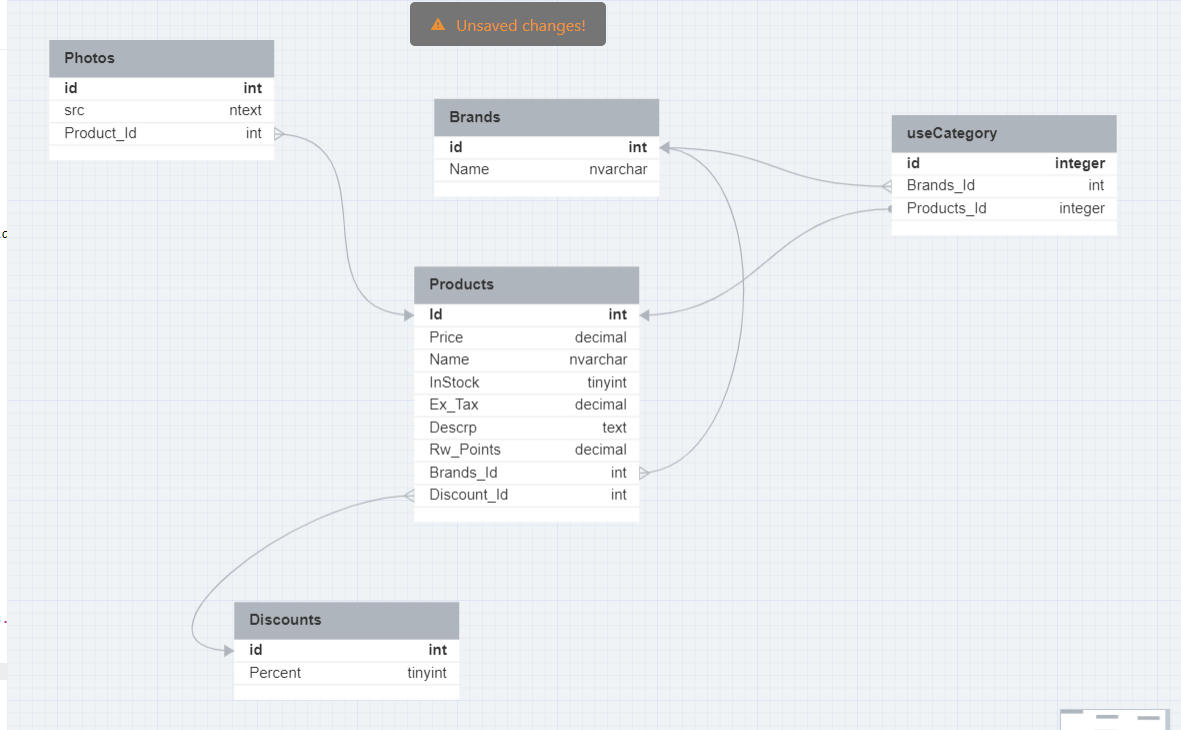 Unsaved changes!
Photos
id int
src ntext
Product_Id int
Brands
id int
Name nvarchar
useCategory
id integer
Brands_Id int
Products_Id integer
Products
Id int
Price decimal
Name nvarchar
InStock tinyint
Ex_Tax decimal
Descrp text
Rw_Points decimal
Brands_Id int
Discount_Id int
Discounts
id int
Percent tinyint